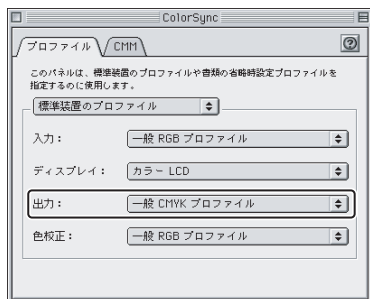 ColorSync
プロファイル CMM
このパネルは、標準装置のプロファイルや書類の省略時設定プロファイルを
指定するのに使用します。
標準装置のプロファイル
入力： 一般 RGB プロファイル
ディスプレイ： カラー LCD
出力： 一般 CMYK プロファイル
色校正： 一般 RGB プロファイル